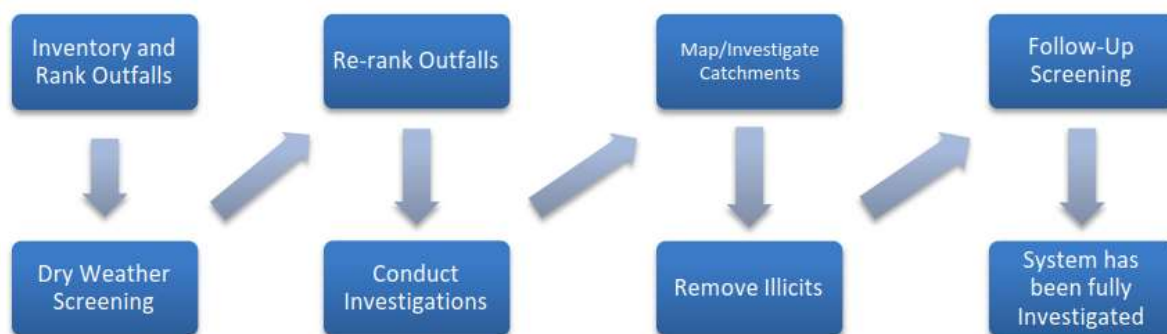 Inventory and
Rank Outfalls
Re-rank Outfalls
Map/Investigate
Catchments
Follow-Up
Screening
Dry Weather
Screening
Conduct
Investigations
Remove Illicits
System has
been fully
Investigated